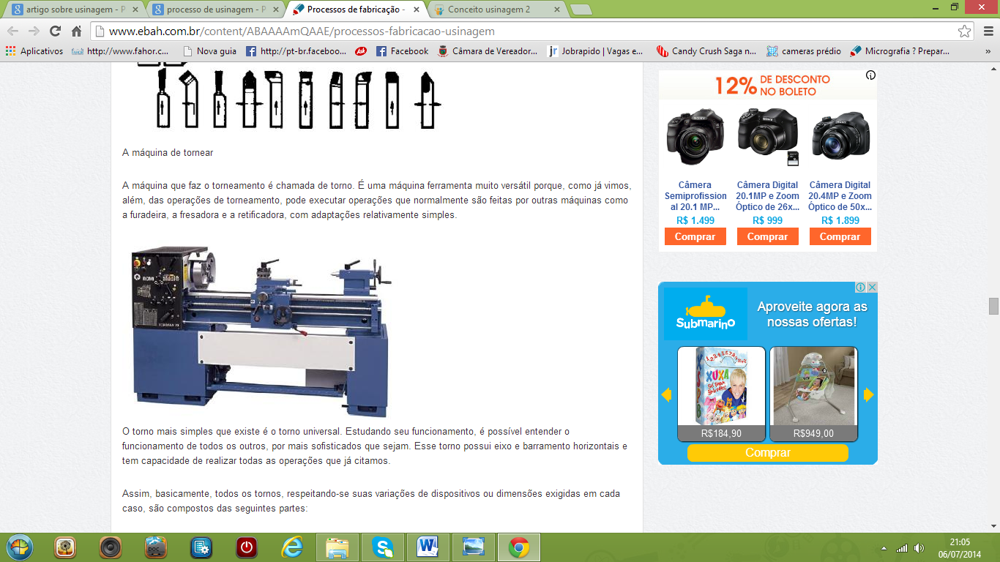 artigo sobre usinagem - P
processo de usinagem - P
Processos de fabricação -
Conceito usinagem 2
www.ebah.com.br/content/ABAAAAmQAAE/processos-fabricacao-usinagem
Aplicativos
http://www.fahor.c...
Nova guia
http://pt-br.faceboo...
Ask
Facebook
Câmara de Vereador...
Jobrapido | Vagas e...
Candy Crush Saga n...
cameras prédio
Micrografia ? Prepar...
»
A máquina de tornear
A máquina que faz o torneamento é chamada de torno. É uma máquina ferramenta muito versátil porque, como já vimos,
além, das operações de torneamento, pode executar operações que normalmente são feitas por outras máquinas como
a furadeira, a fresadora e a retificadora, com adaptações relativamente simples.
ROMI
O torno mais simples que existe é o torno universal. Estudando seu funcionamento, é possível entender o
funcionamento de todos os outros, por mais sofisticados que sejam. Esse torno possui eixo e barramento horizontais e
tem capacidade de realizar todas as operações que já citamos.
Assim, basicamente, todos os tornos, respeitando-se suas variações de dispositivos ou dimensões exigidas em cada
caso, são compostos das seguintes partes:
12% DE DESCONTO
NO BOLETO
SONY
SONY
SONY
Câmera
Semiprofission
al 20.1 MP...
R$ 1.499
Comprar
Câmera Digital
20.1MP e Zoom
Óptico de 26x...
R$ 999
Comprar
Câmera Digital
20.4MP e Zoom
Óptico de 50x...
R$ 1.899
Comprar
Submarino
Aproveite agora as
nossas ofertas!
XUXA
Só Para
Baixinhos
R$184,90
R$949,00
Comprar
DOC
21:05
06/07/2014